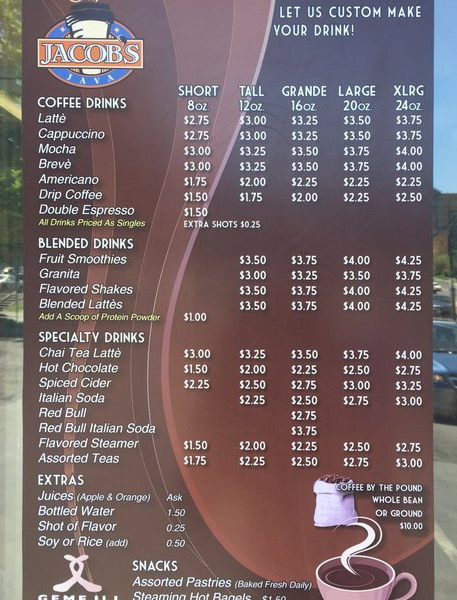 LET US CUSTOM MAKE
YOUR DRINK!
JACOB'S
JAVA
SHORT TALL GRANDE LARGE XLRG
COFFEE DRINKS 8oz. 12oz. 16oz. 20oz. 24oz.
Lattè $2.75 $3.00 $3.25 $3.50 $3.75
Cappuccino $2.75 $3.00 $3.25 $3.50 $3.75
Mocha $3.00 $3.25 $3.50 $3.75 $4.00
Brevè $3.00 $3.25 $3.50 $3.75 $4.00
Americano $1.75 $2.00 $2.25 $2.25 $2.25
Drip Coffee $1.50 $1.75 $2.00 $2.25 $2.50
Double Espresso $1.50
All Drinks Priced As Singles EXTRA SHOTS $0.25
BLENDED DRINKS
Fruit Smoothies $3.50 $3.75 $4.00 $4.25
Granita $3.00 $3.25 $3.50 $3.75
Flavored Shakes $3.50 $3.75 $4.00 $4.25
Blended Lattès $3.50 $3.75 $4.00 $4.25
Add A Scoop of Protein Powder $1.00
SPECIALTY DRINKS
Chai Tea Lattè $3.00 $3.25 $3.50 $3.75 $4.00
Hot Chocolate $1.50 $2.00 $2.25 $2.50 $2.75
Spiced Cider $2.25 $2.50 $2.75 $3.00 $3.25
Italian Soda $2.25 $2.50 $2.75 $3.00
Red Bull $2.75
Red Bull Italian Soda $3.75
Flavored Steamer $1.50 $2.00 $2.25 $2.50 $2.75
Assorted Teas $1.75 $2.25 $2.50 $2.75 $3.00
EXTRAS
Juices (Apple & Orange) Ask
Bottled Water 1.50
Shot of Flavor 0.25
Soy or Rice (add) 0.50
COFFEE BY THE POUND
WHOLE BEAN
OR GROUND
$10.00
SNACKS
Assorted Pastries (Baked Fresh Daily)
Steaming Hot Bagels $1.50